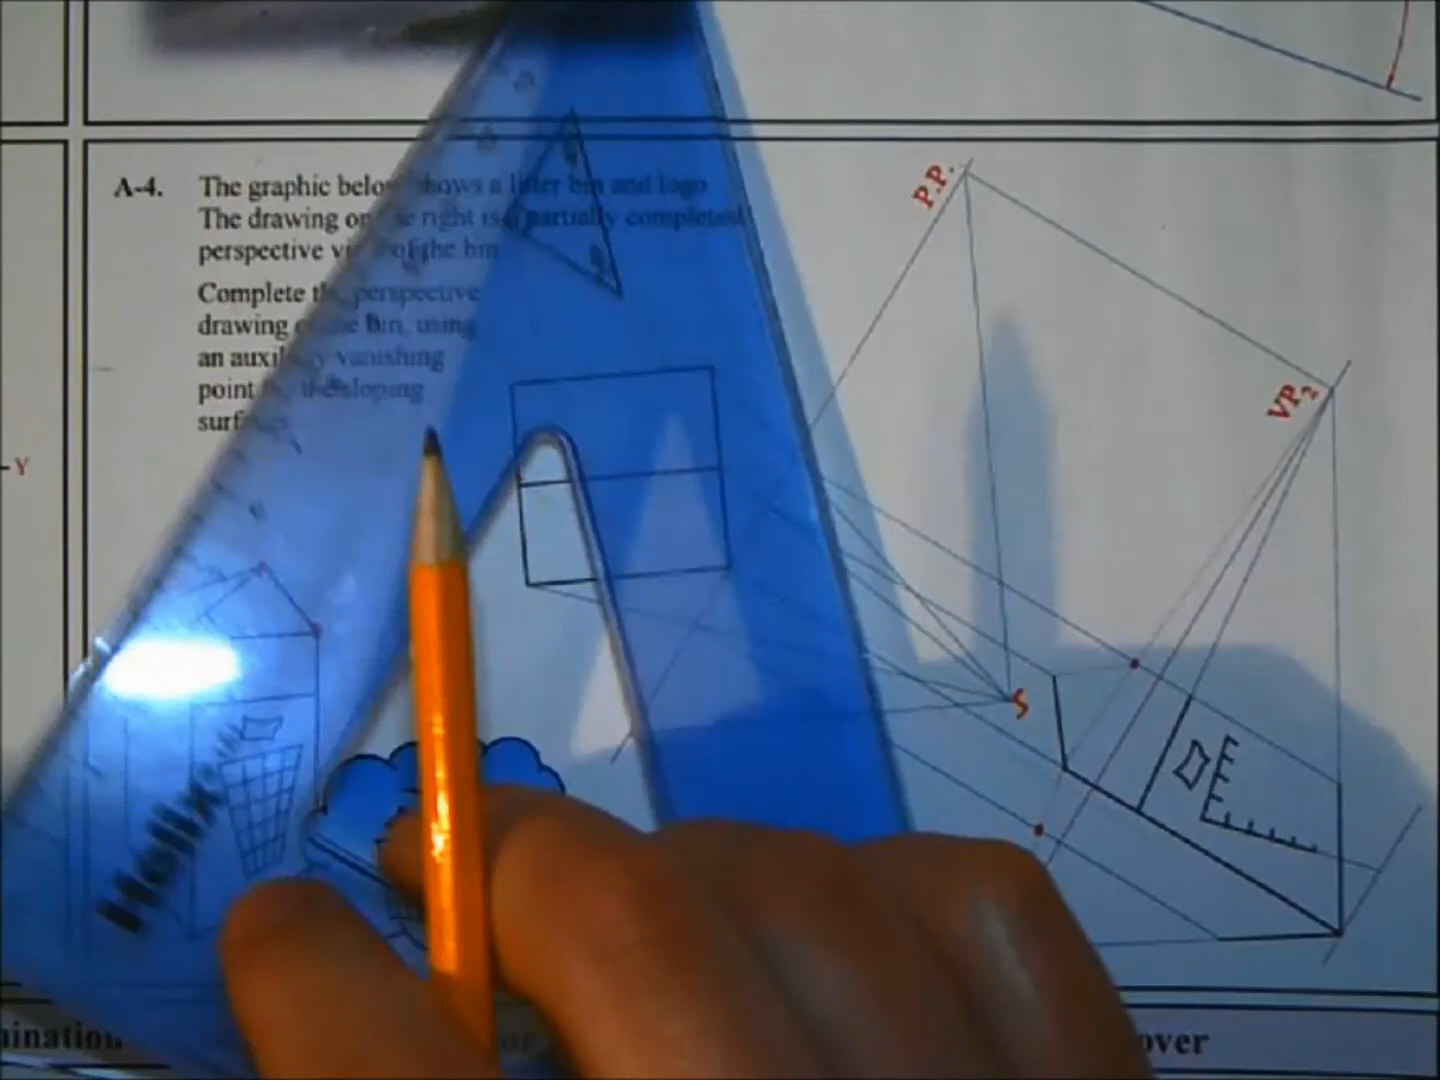 A-4. The graphic below shows a litter bin and logo
The drawing on the right is a partially completed
perspective view of the bin
Complete the perspective
drawing of the bin, using
an auxiliary vanishing
point for the sloping
surfaces
P.P.
VP2
Y
S
Helix
over